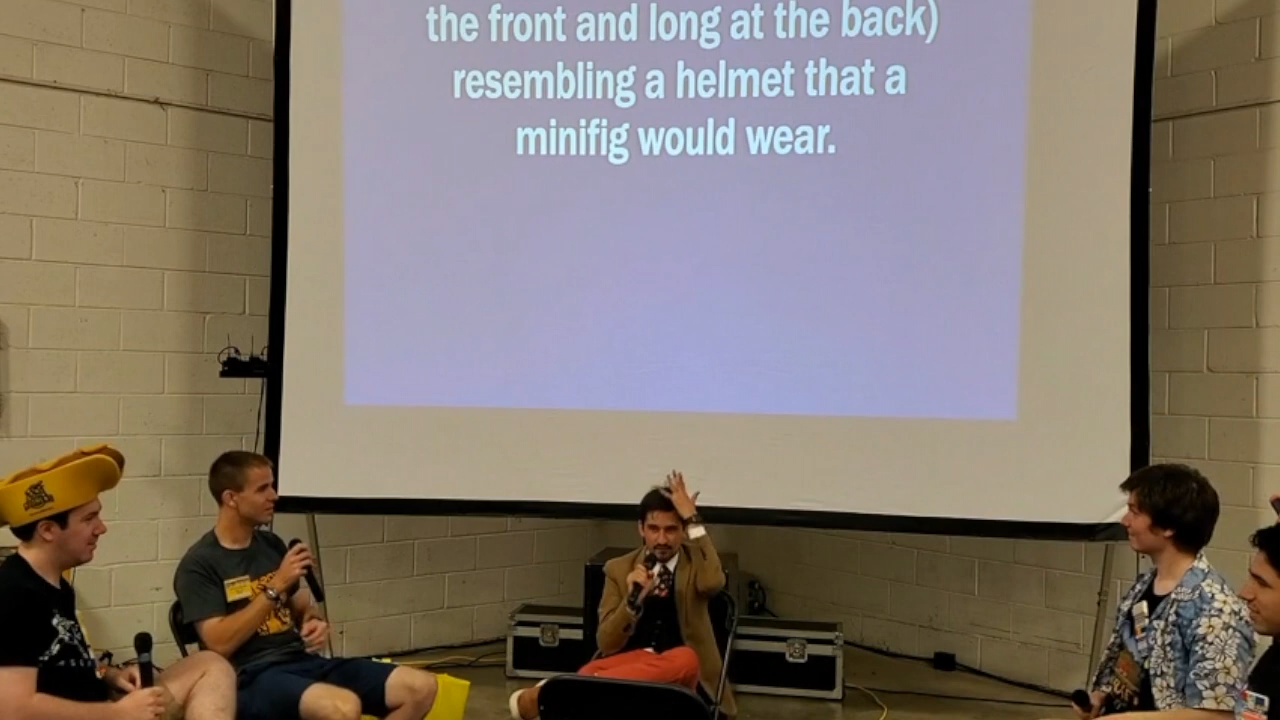 the front and long at the back)
resembling a helmet that a
minifig would wear.